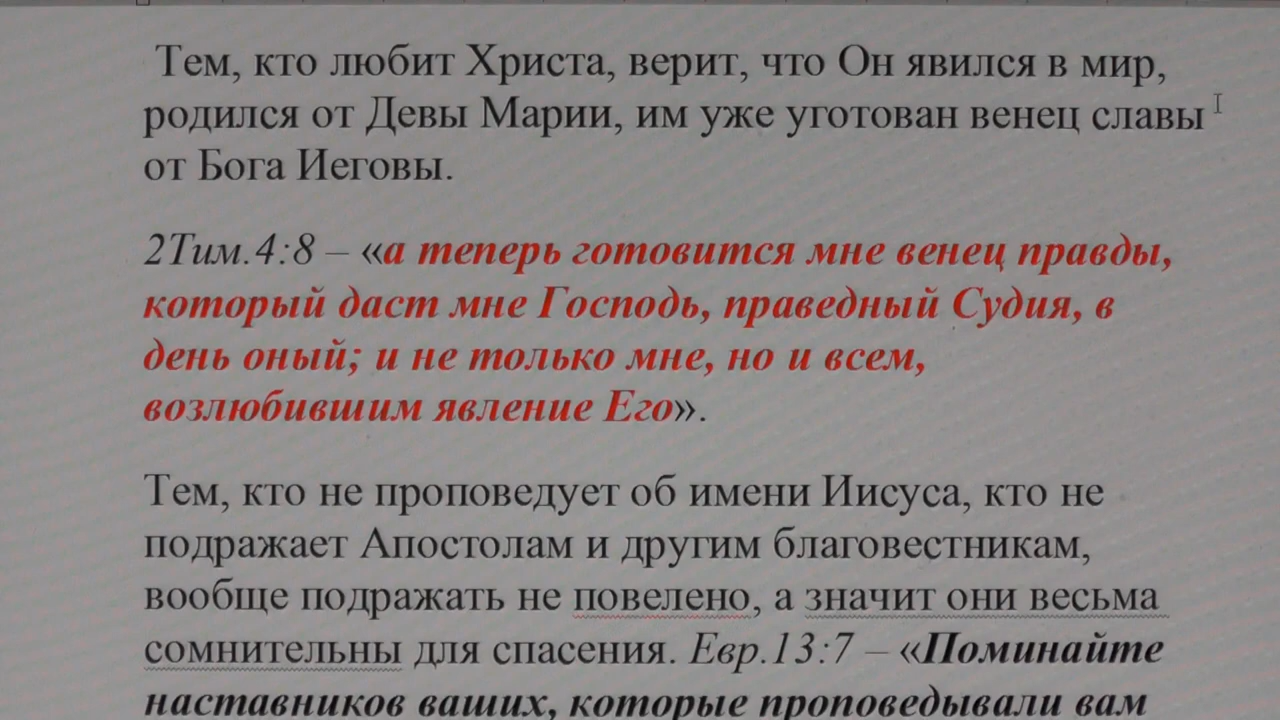 Тем, кто любит Христа, верит, что Он явился в мир,
родился от Девы Марии, им уже уготован венец славы
от Бога Иеговы.
2Тим.4:8 – «а теперь готовится мне венец правды,
который даст мне Господь, праведный Судия, в
день оный; и не только мне, но и всем,
возлюбившим явление Его».
Тем, кто не проповедует об имени Иисуса, кто не
подражает Апостолам и другим благовестникам,
вообще подражать не повелено, а значит они весьма
сомнительны для спасения. Евр.13:7 – «Поминайте
наставников ваших, которые проповедывали вам